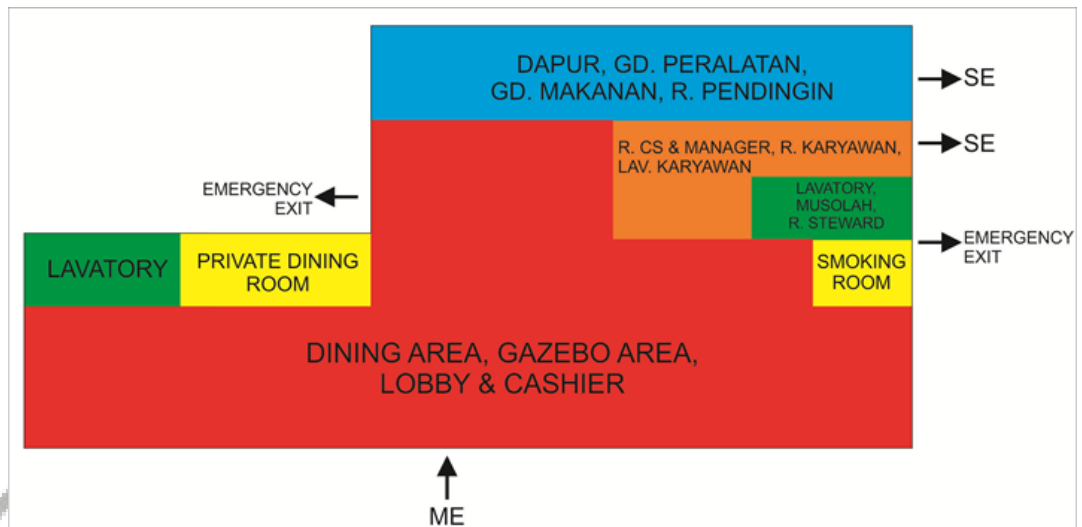 DAPUR, GD. PERALATAN,
GD. MAKANAN, R. PENDINGIN
SE
R. CS & MANAGER, R. KARYAWAN,
LAV. KARYAWAN
SE
LAVATORY,
MUSOLAH,
R. STEWARD
EMERGENCY
EXIT
EMERGENCY
EXIT
LAVATORY
PRIVATE DINING
ROOM
SMOKING
ROOM
DINING AREA, GAZEBO AREA,
LOBBY & CASHIER
ME